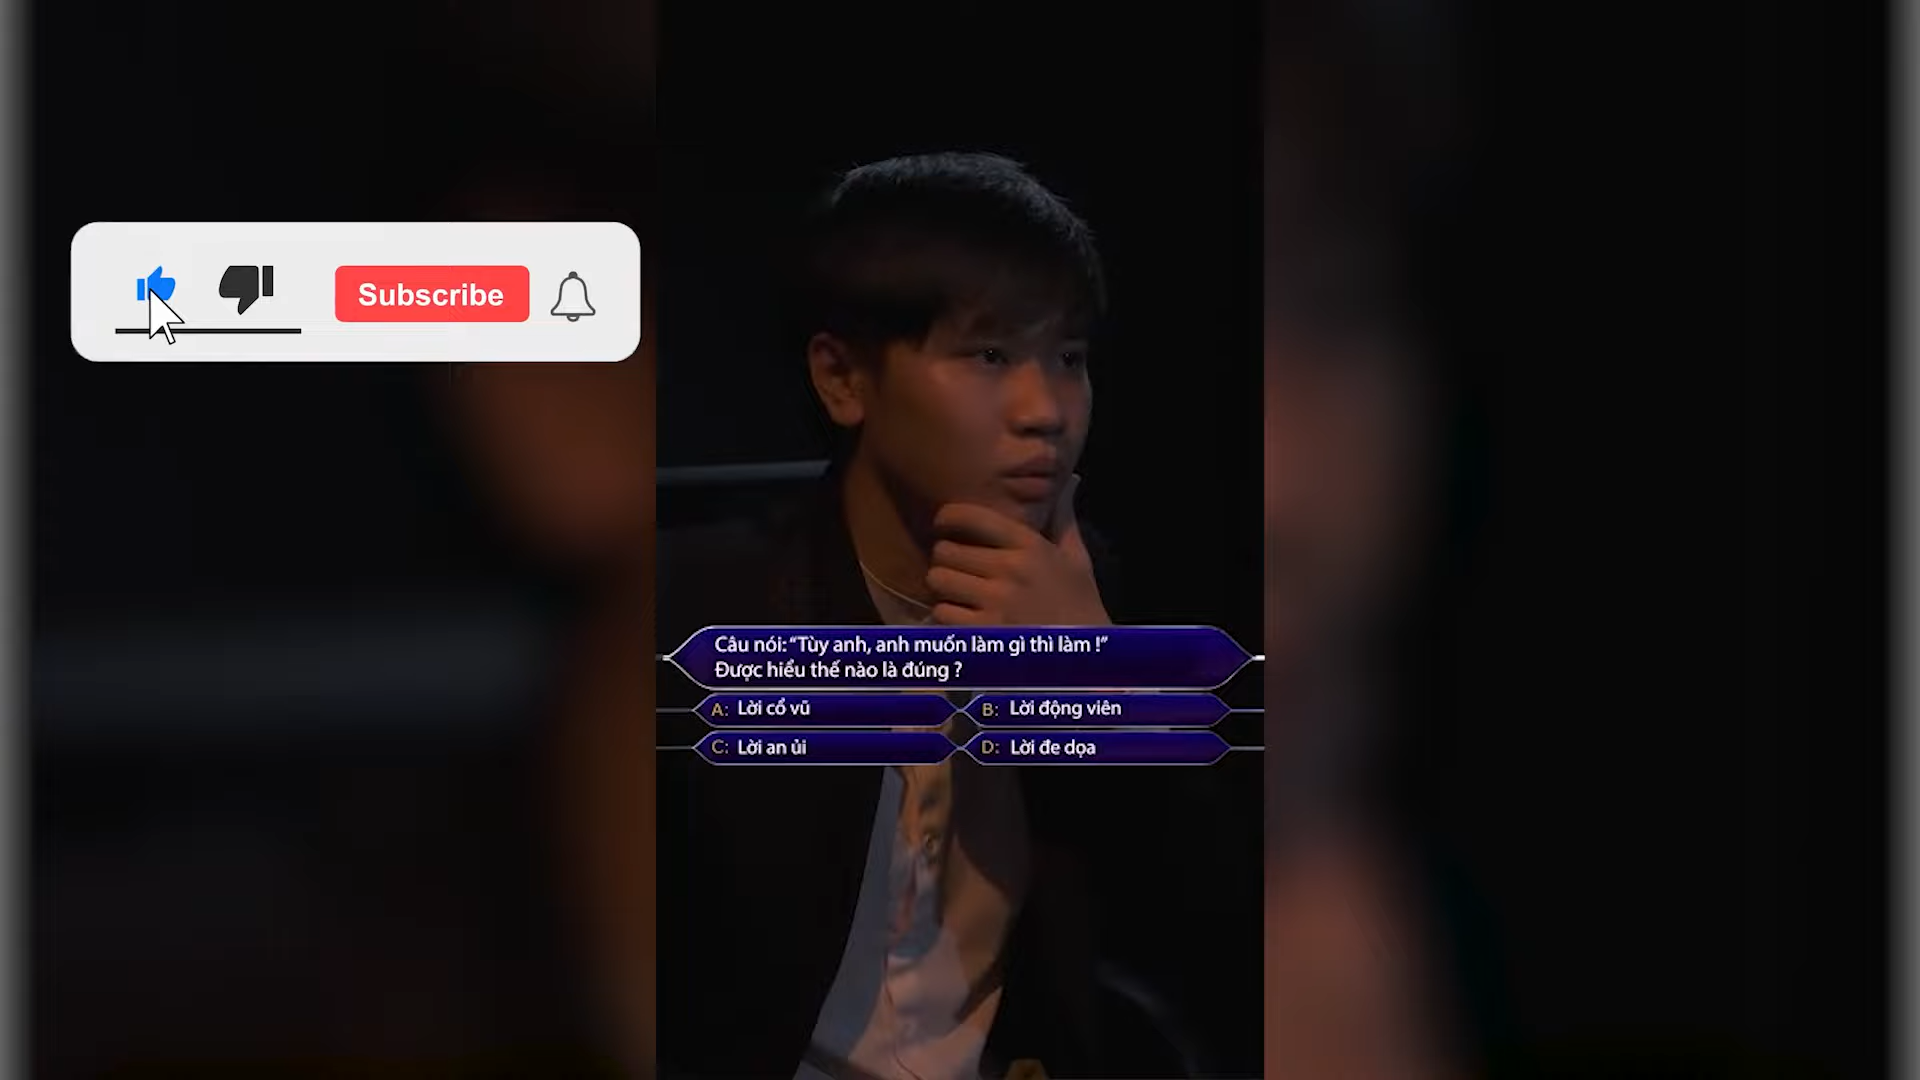 Subscribe
Câu nói: “Tùy anh, anh muốn làm gì thì làm !”
Được hiểu thế nào là đúng ?
A: Lời cổ vũ
B: Lời động viên
C: Lời an ủi
D: Lời đe dọa